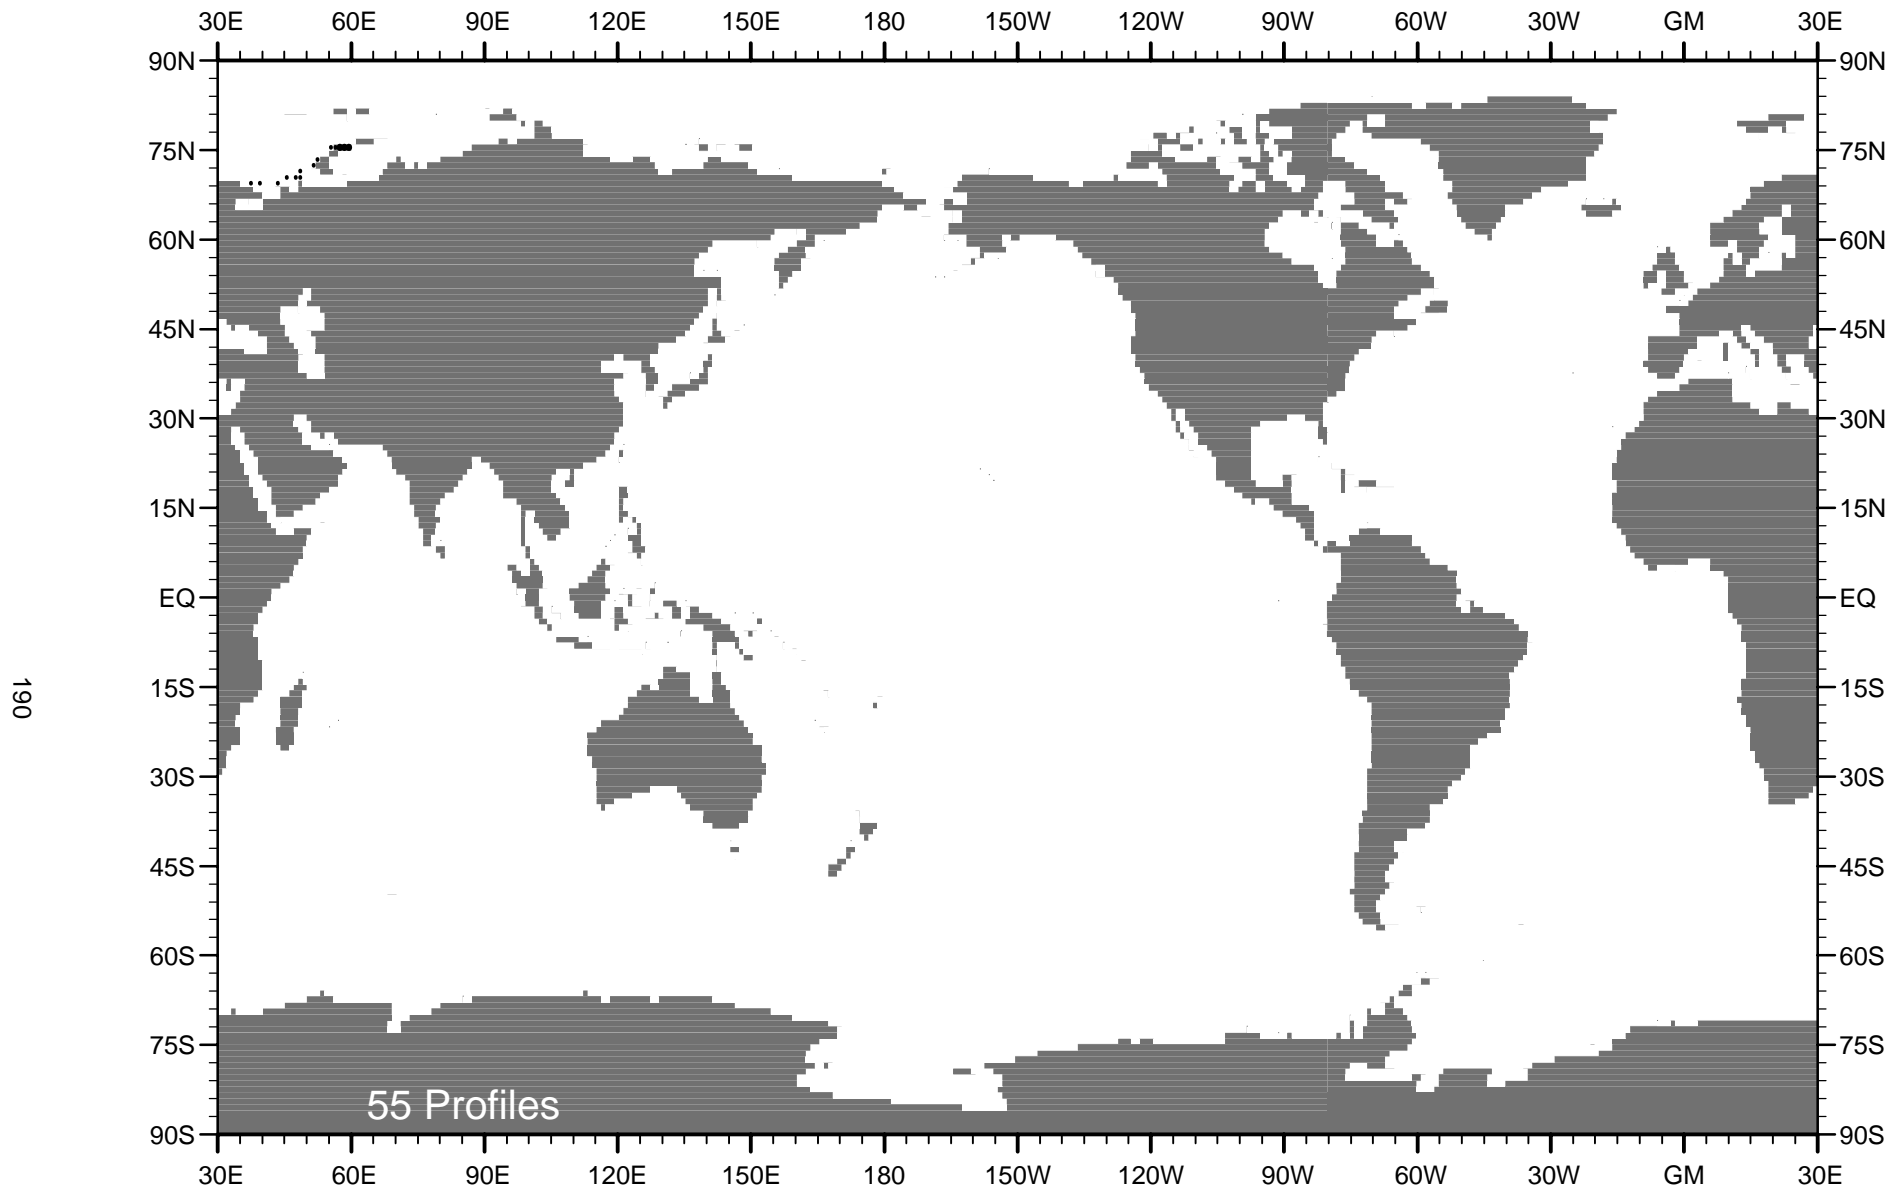 30E 60E 90E 120E 150E 180 150W 120W 90W 60W 30W GM 30E
90N 90N
75N 75N
60N 60N
45N 45N
30N 30N
15N 15N
EQ EQ
15S 15S
190
30S 30S
45S 45S
60S 60S
75S 75S
55 Profiles
90S 90S
30E 60E 90E 120E 150E 180 150W 120W 90W 60W 30W GM 30E